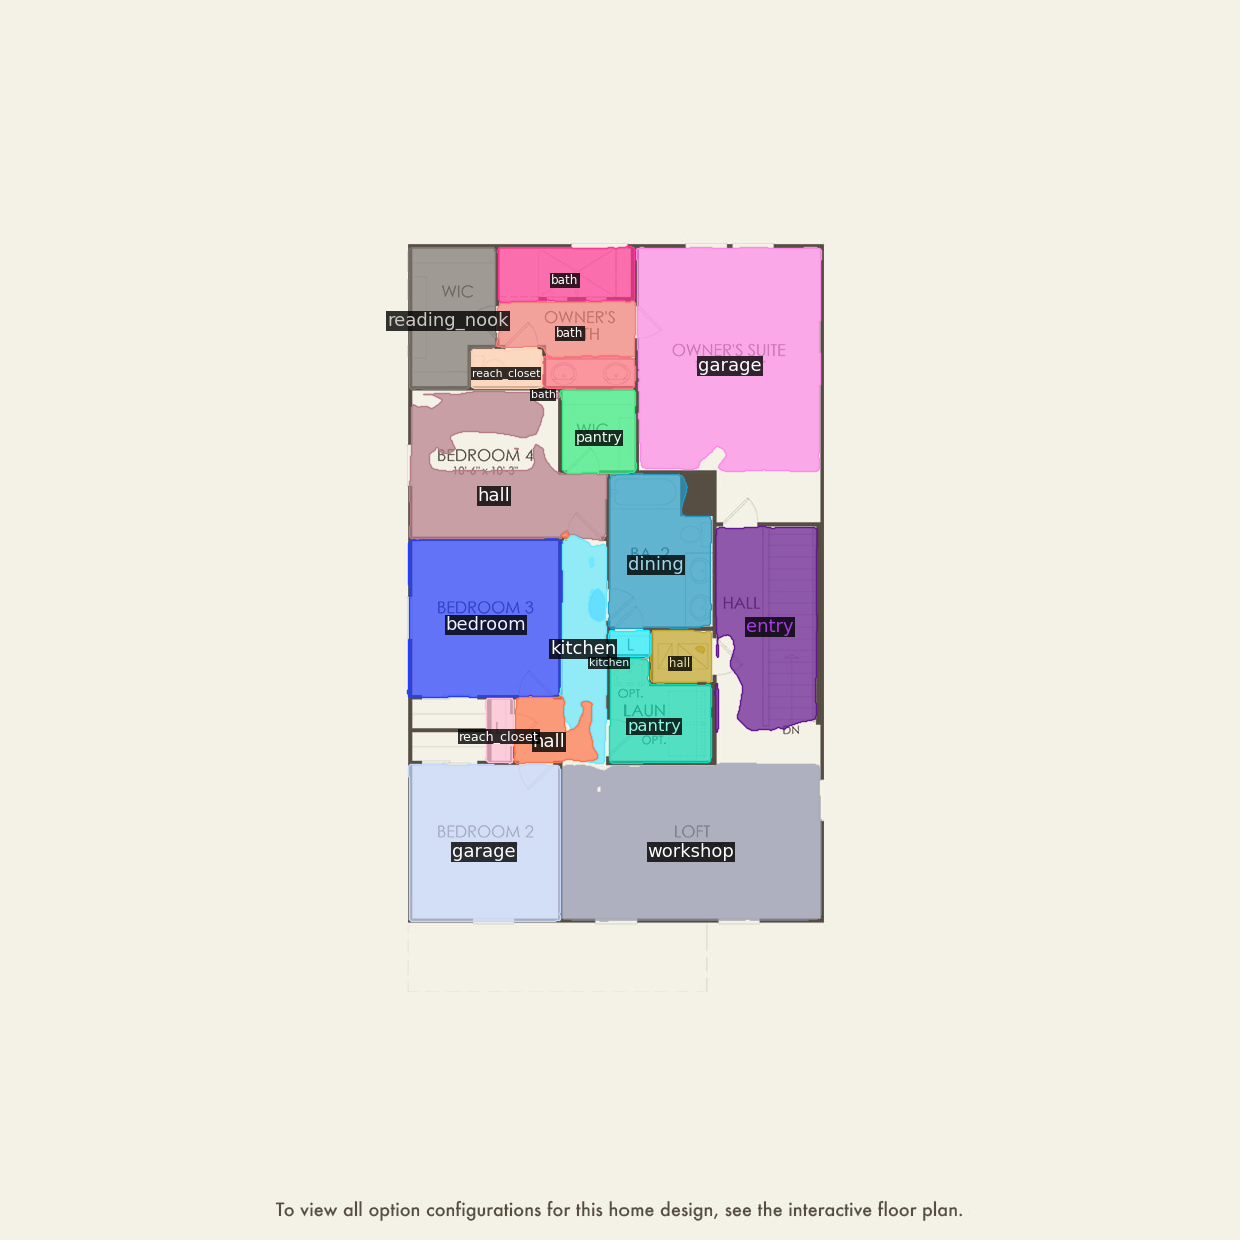 bath
WIC
reading_nook
OWNER'S
TH
bath
OWNER'S SUITE
garage
reach_closet
bath
WIC
pantry
BEDROOM 4
10'-6" x 10'-3"
hall
BA. 2
dining
HALL
entry
BEDROOM 3
bedroom
kitchen
L
kitchen
hall
OPT.
LAUN
pantry
OPT.
reach_closet
hall
DN
BEDROOM 2
garage
LOFT
workshop
To view all option configurations for this home design, see the interactive floor plan.